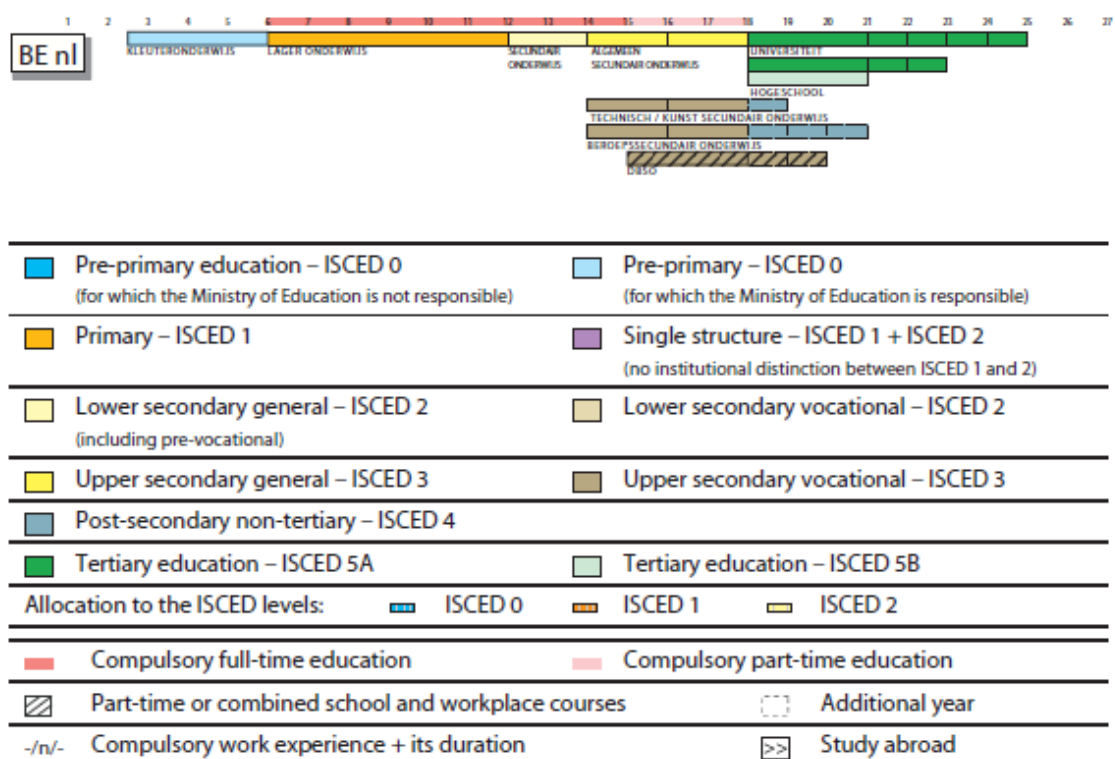 1 2 3 4 5 6 7 8 9 10 11 12 13 14 15 16 17 18 19 20 21 22 23 24 25 26 27
BE nl
KLEUTERONDERWIJS LAGER ONDERWIJS SECUNDAIR ALGEMEEN UNIVERSITEIT
ONDERWIJS SECUNDAIR ONDERWIJS
HOGESCHOOL
TECHNISCH / KUNST SECUNDAIR ONDERWIJS
BEROEPSSECUNDAIR ONDERWIJS
DBSO
Pre-primary education – ISCED 0 Pre-primary – ISCED 0
(for which the Ministry of Education is not responsible) (for which the Ministry of Education is responsible)
Primary – ISCED 1 Single structure – ISCED 1 + ISCED 2
(no institutional distinction between ISCED 1 and 2)
Lower secondary general – ISCED 2 Lower secondary vocational – ISCED 2
(including pre-vocational)
Upper secondary general – ISCED 3 Upper secondary vocational – ISCED 3
Post-secondary non-tertiary – ISCED 4
Tertiary education – ISCED 5A Tertiary education – ISCED 5B
Allocation to the ISCED levels: ISCED 0 ISCED 1 ISCED 2
Compulsory full-time education Compulsory part-time education
Part-time or combined school and workplace courses Additional year
-/n/- Compulsory work experience + its duration >> Study abroad